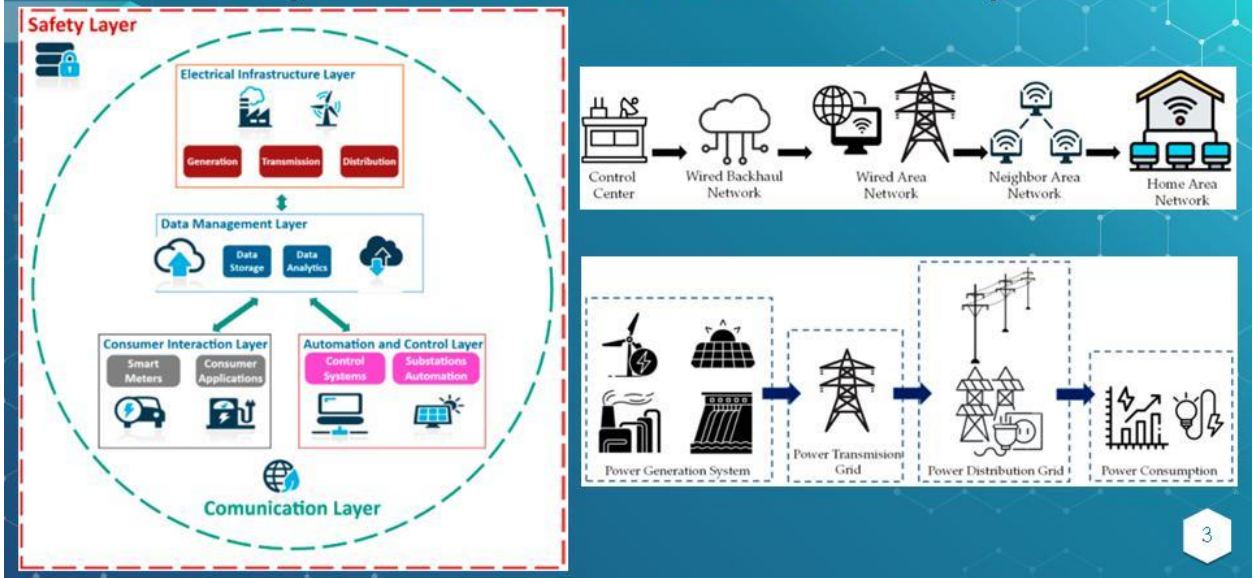 Safety Layer
Electrical Infrastructure Layer
Generation
Transmission
Distribution
Data Management Layer
Data
Storage
Data
Analytics
Consumer Interaction Layer
Smart
Meters
Consumer
Applications
Automation and Control Layer
Control
Systems
Substations
Automation
Comunication Layer
Control
Center
Wired Backhaul
Network
Wired Area
Network
Neighbor Area
Network
Home Area
Network
Power Generation System
Power Transmision
Grid
Power Distribution Grid
Power Consumption
3